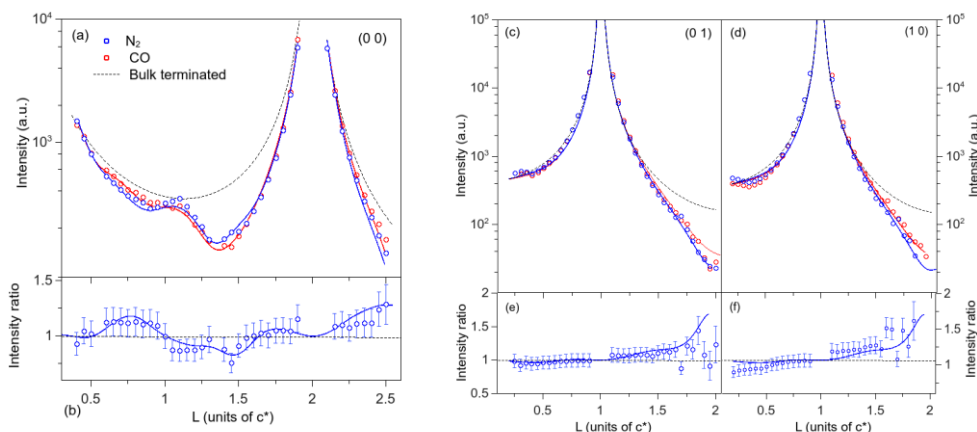 (a)
(0 0)
N2
CO
Bulk terminated
10^4
10^3
Intensity (a.u.)
1.5
1
Intensity ratio
(b)
0.5 1 1.5 2 2.5
L (units of c*)
(c)
(0 1)
(d)
(1 0)
10^5
10^4
10^3
10^2
Intensity (a.u.)
10^5
10^4
10^3
10^2
Intensity (a.u.)
(e)
(f)
2
1.5
1
0.5
Intensity ratio
2
1.5
1
Intensity ratio
0.5 1 1.5 2
L (units of c*)
0.5 1 1.5 2
L (units of c*)